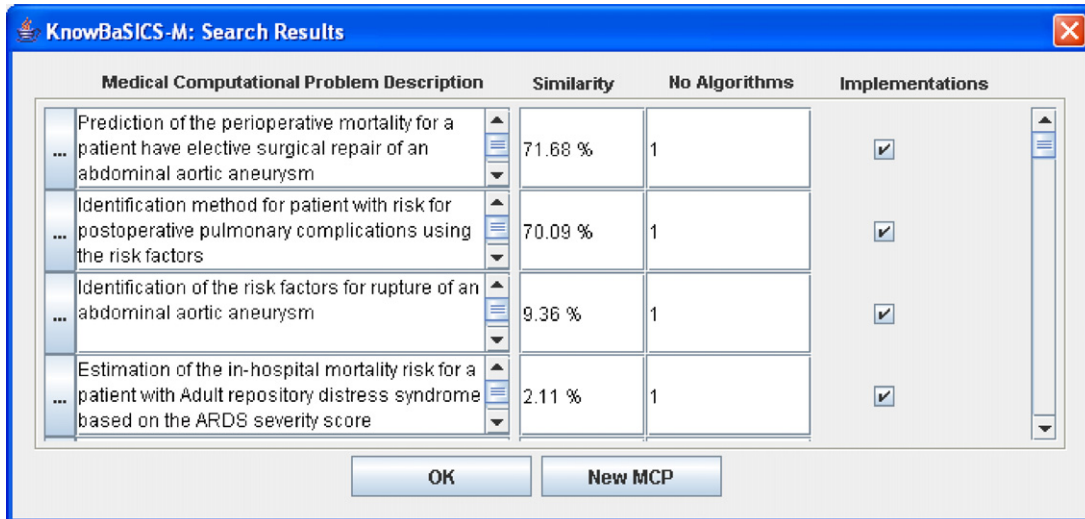 KnowBaSICS-M: Search Results
Medical Computational Problem Description Similarity No Algorithms Implementations
Prediction of the perioperative mortality for a
... patient have elective surgical repair of an 71.68 % 1
abdominal aortic aneurysm
Identification method for patient with risk for
... postoperative pulmonary complications using 70.09 % 1
the risk factors
Identification of the risk factors for rupture of an
... abdominal aortic aneurysm 9.36 % 1
Estimation of the in-hospital mortality risk for a
... patient with Adult repository distress syndrome 2.11 % 1
based on the ARDS severity score
OK New MCP